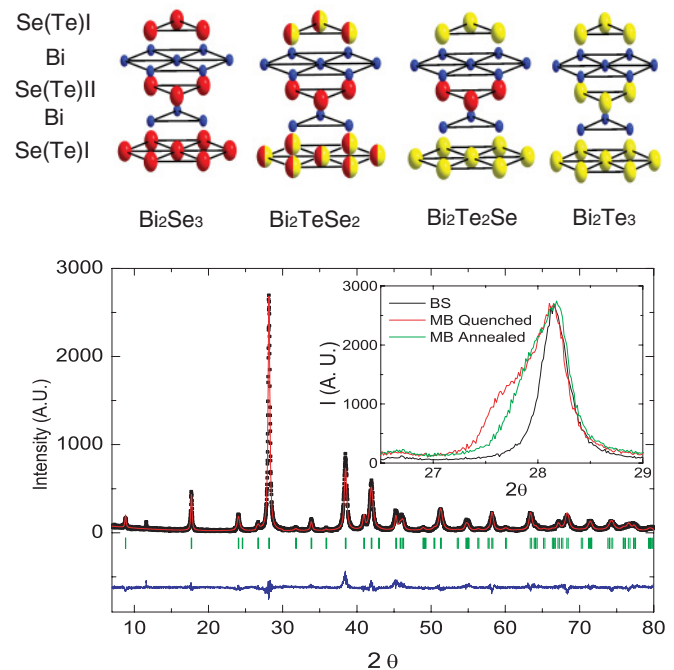 Se(Te)I
Bi
Se(Te)II
Bi
Se(Te)I
Bi2Se3
Bi2TeSe2
Bi2Te2Se
Bi2Te3
3000
2000
1000
0
Intensity (A.U.)
10
20
30
40
50
60
70
80
2 θ
BS
MB Quenched
MB Annealed
3000
2000
1000
0
I (A. U.)
27
28
29
2θ